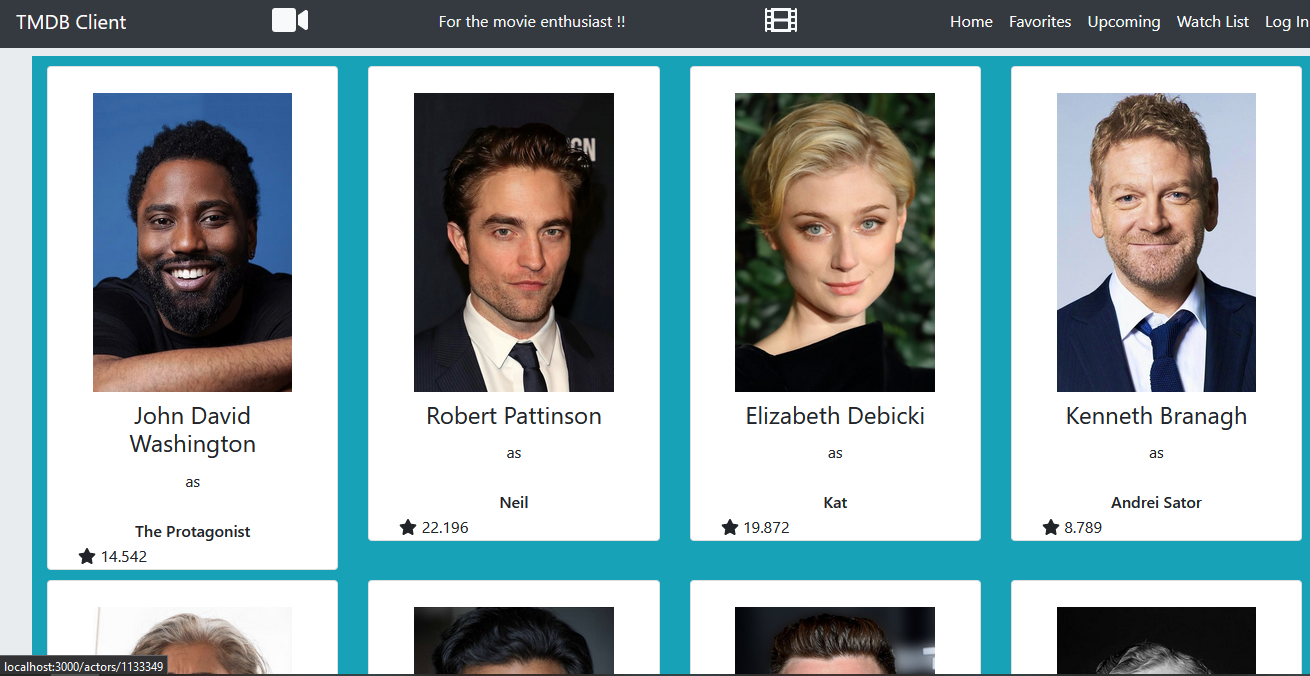 TMDB Client
For the movie enthusiast !!
Home Favorites Upcoming Watch List Log In
John David
Washington
as
The Protagonist
14.542
Robert Pattinson
as
Neil
22.196
Elizabeth Debicki
as
Kat
19.872
Kenneth Branagh
as
Andrei Sator
8.789
localhost:3000/actors/1133349